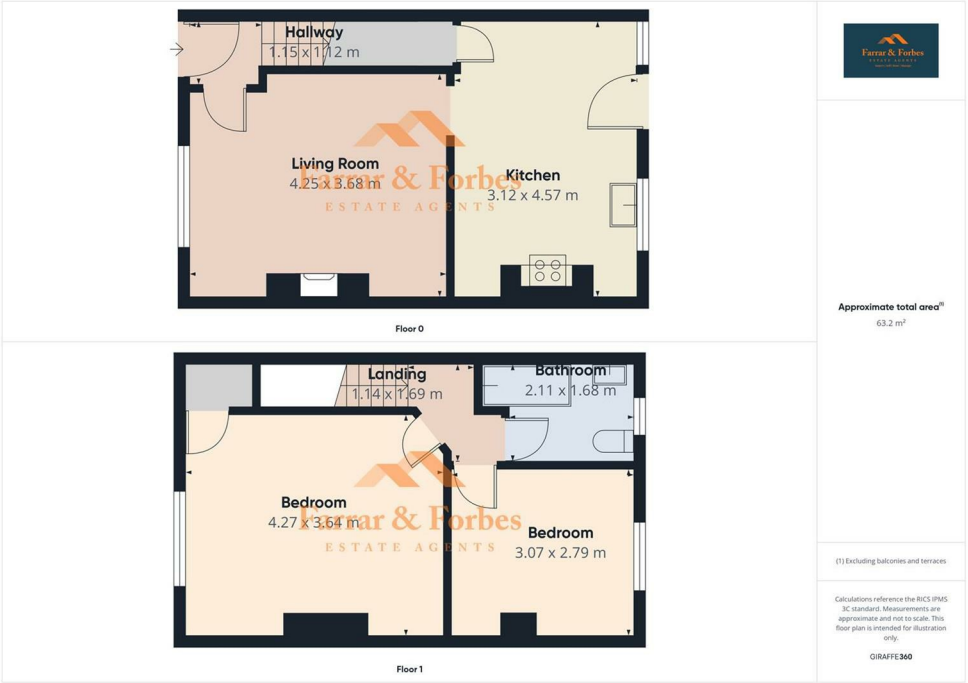 Hallway
1.15 x 1.12 m
Living Room
4.25 x 3.68 m
Farrar & Forbes
ESTATE AGENTS
Kitchen
3.12 x 4.57 m
Floor 0
Landing
1.14 x 1.69 m
Bathroom
2.11 x 1.68 m
Bedroom
4.27 x 3.64 m
Farrar & Forbes
ESTATE AGENTS
Bedroom
3.07 x 2.79 m
Floor 1
Farrar & Forbes
ESTATE AGENTS
Approximate total area(1)
63.2 m²
(1) Excluding balconies and terraces
Calculations reference the RICS IPMS
3C standard. Measurements are
approximate and not to scale. This
floor plan is intended for illustration
only.
GIRAFFE360